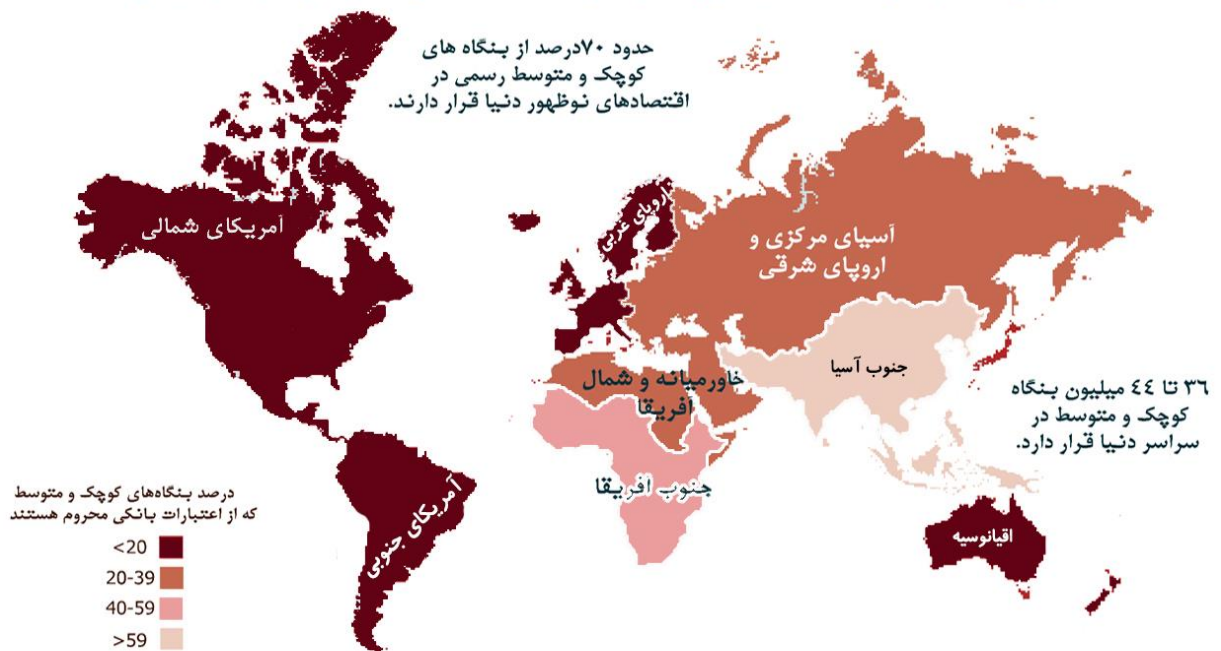 حدود ۷۰درصد از بنگاه های
کوچک و متوسط رسمی در
اقتصادهای نوظهور دنیا قرار دارند.
آمریکای شمالی
اروپای غربی
آسیای مرکزی و
اروپای شرقی
جنوب آسیا
خاورمیانه و شمال
افریقا
۳٦ تا ٤٤ میلیون بنگاه
کوچک و متوسط در
سراسر دنیا قرار دارد.
جنوب افریقا
آمریکای جنوبی
اقیانوسیه
درصد بنگاه‌های کوچک و متوسط
که از اعتبارات بانکی محروم هستند
<20
20-39
40-59
>59